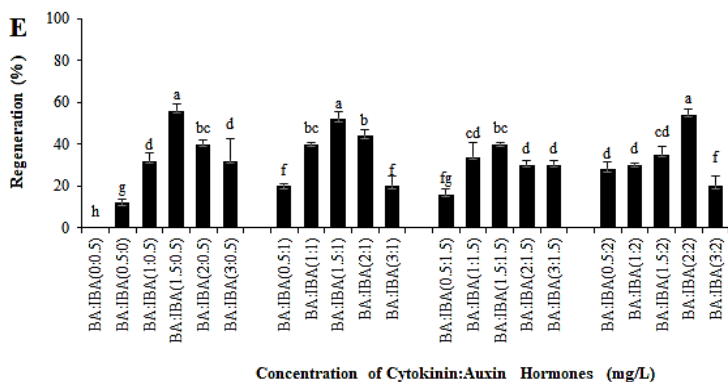 E
Regeneration (%)
100
80
60
40
20
0
h
g
d
a
bc
d
f
bc
a
b
f
fg
cd
bc
d
d
d
d
cd
a
f
BA:IBA(0:0.5)
BA:IBA(0.5:0)
BA:IBA(1:0.5)
BA:IBA(1.5:0.5)
BA:IBA(2:0.5)
BA:IBA(3:0.5)
BA:IBA(0.5:1)
BA:IBA(1:1)
BA:IBA(1.5:1)
BA:IBA(2:1)
BA:IBA(3:1)
BA:IBA(0.5:1.5)
BA:IBA(1:1.5)
BA:IBA(1.5:1.5)
BA:IBA(2:1.5)
BA:IBA(3:1.5)
BA:IBA(0.5:2)
BA:IBA(1:2)
BA:IBA(1.5:2)
BA:IBA(2:2)
BA:IBA(3:2)
Concentration of Cytokinin:Auxin Hormones (mg/L)